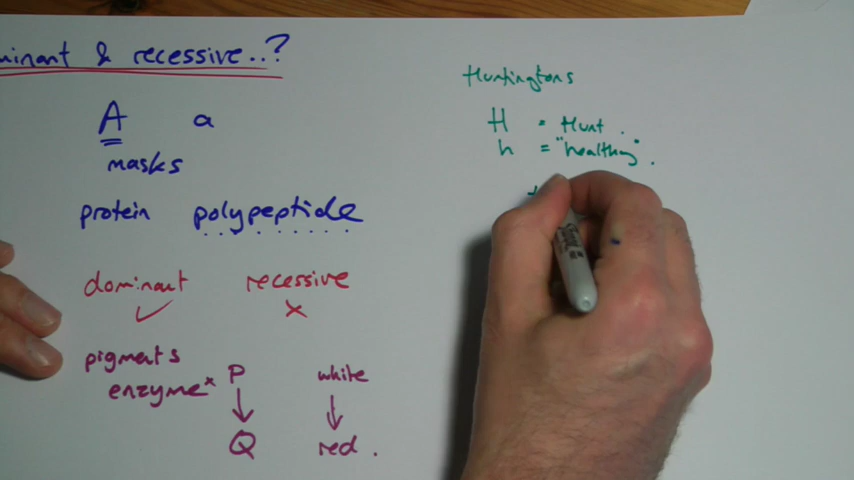 minant & recessive..?
A a
masks
protein polypeptide
dominant recessive
✓ ×
pigments
enzyme× P white
↓ ↓
Q red.
Huntingtons
H = Hunt.
h = "healthy".